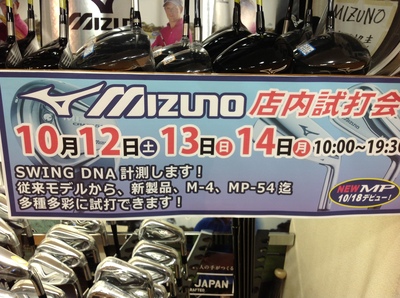 MIZUNO
MIZUNO
MIZUNO 店内試打会
10月12日土 13日日 14日月 10:00~19:30
SWING DNA 計測します!
従来モデルから、新製品、M-4、MP-54 迄
多種多彩に試打できます!
NEW MP
10/18デビュー!
JAPAN